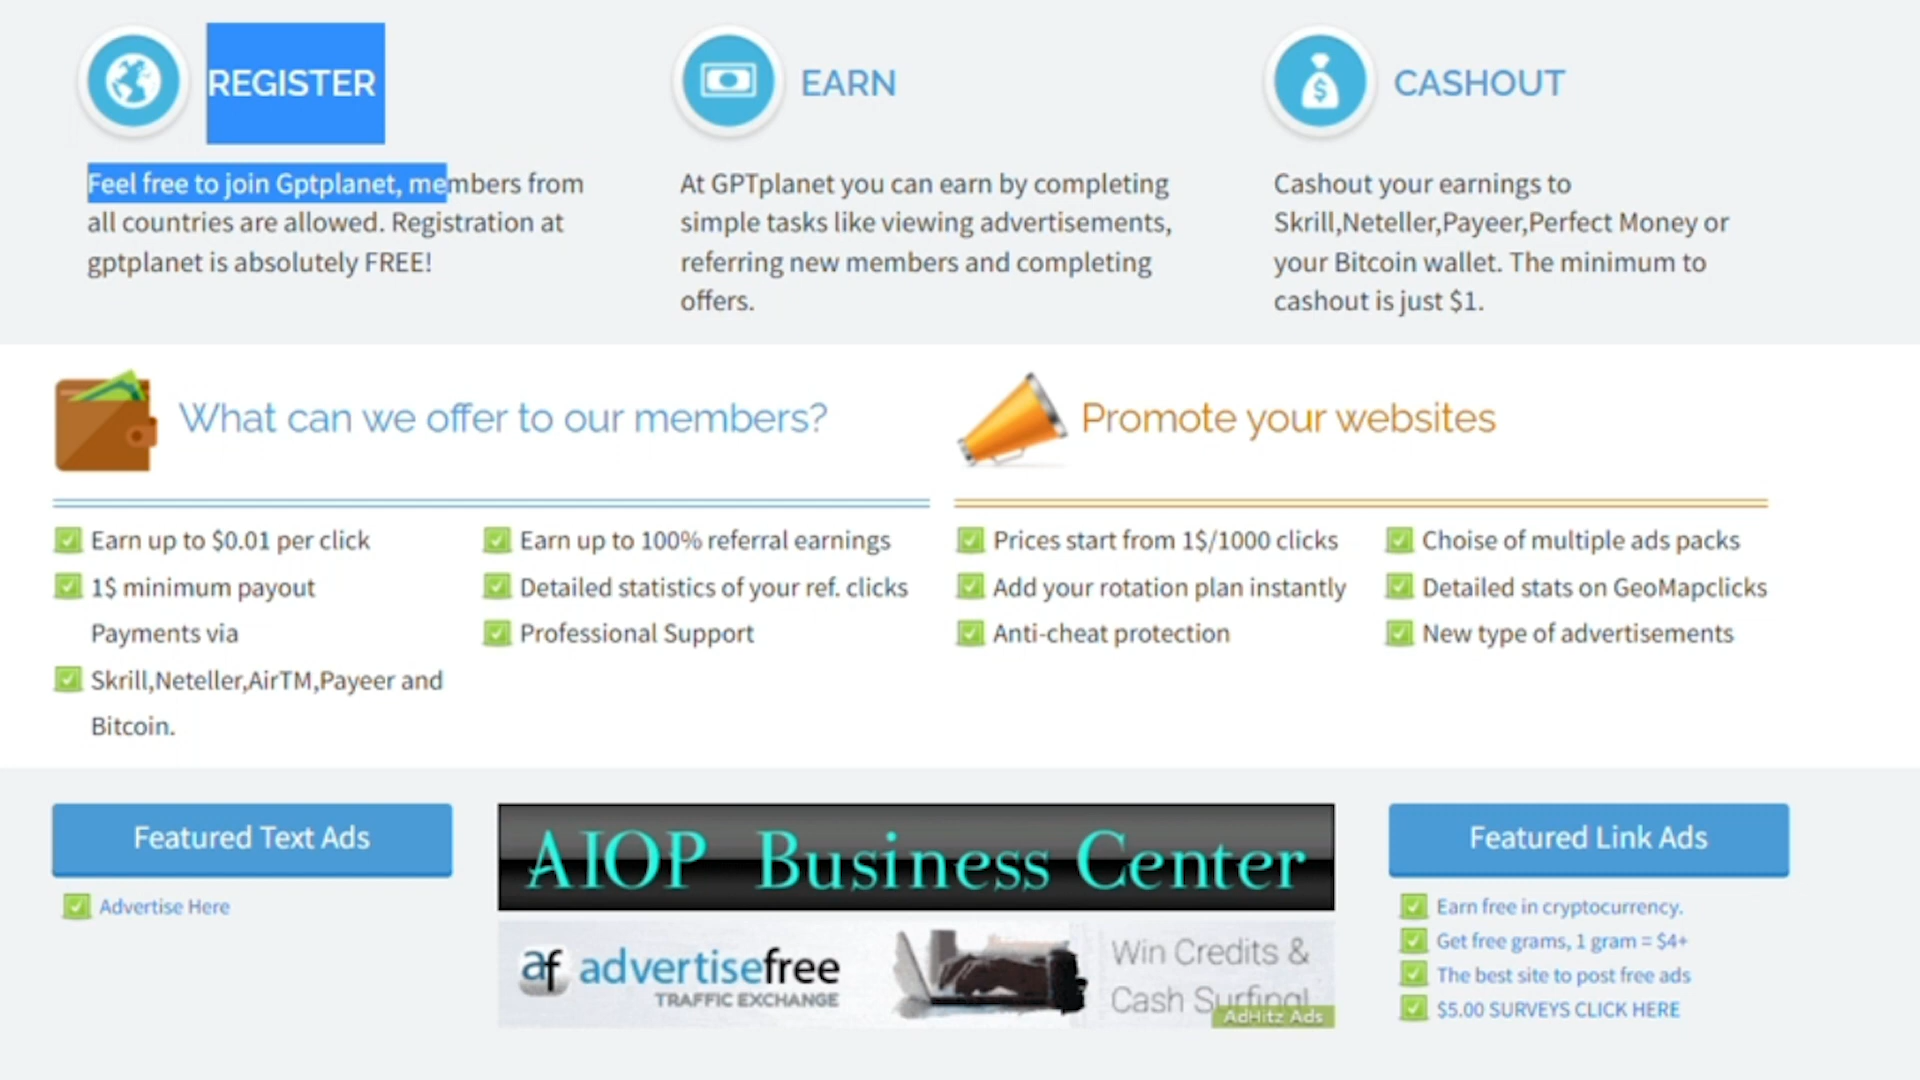 REGISTER
Feel free to join Gptplanet, members from
all countries are allowed. Registration at
gptplanet is absolutely FREE!
EARN
At GPTplanet you can earn by completing
simple tasks like viewing advertisements,
referring new members and completing
offers.
CASHOUT
Cashout your earnings to
Skrill,Neteller,Payeer,Perfect Money or
your Bitcoin wallet. The minimum to
cashout is just $1.
What can we offer to our members?
Earn up to $0.01 per click
1$ minimum payout
Payments via
Skrill,Neteller,AirTM,Payeer and
Bitcoin.
Earn up to 100% referral earnings
Detailed statistics of your ref. clicks
Professional Support
Promote your websites
Prices start from 1$/1000 clicks
Add your rotation plan instantly
Anti-cheat protection
Choise of multiple ads packs
Detailed stats on GeoMapclicks
New type of advertisements
Featured Text Ads
Advertise Here
AIOP Business Center
af advertisefree
TRAFFIC EXCHANGE
Win Credits &
Cash Surfing!
AdHitz Ads
Featured Link Ads
Earn free in cryptocurrency.
Get free grams, 1 gram = $4+
The best site to post free ads
$5.00 SURVEYS CLICK HERE